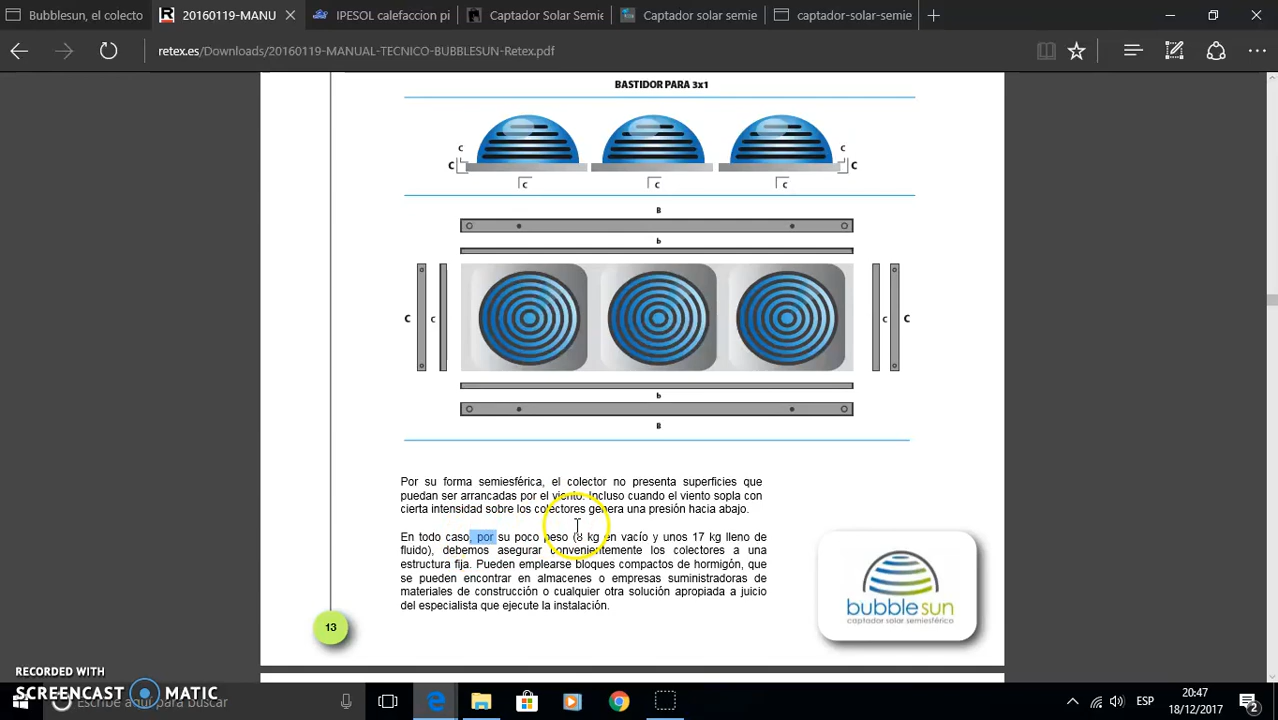 Bubblesun, el colecto
20160119-MANU
IPESOL calefaccion pi
Captador Solar Semie
Captador solar semie
captador-solar-semie
retex.es/Downloads/20160119-MANUAL-TECNICO-BUBBLESUN-Retex.pdf
BASTIDOR PARA 3x1
C
C
C
C
C
C
C
B
b
C
C
C
C
b
B
Por su forma semiesférica, el colector no presenta superficies que
puedan ser arrancadas por el viento. Incluso cuando el viento sopla con
cierta intensidad sobre los colectores genera una presión hacia abajo.
En todo caso, por su poco peso (8 kg en vacío y unos 17 kg lleno de
fluido), debemos asegurar convenientemente los colectores a una
estructura fija. Pueden emplearse bloques compactos de hormigón, que
se pueden encontrar en almacenes o empresas suministradoras de
materiales de construcción o cualquier otra solución apropiada a juicio
del especialista que ejecute la instalación.
bubblesun
captador solar semiesférico
13
RECORDED WITH
SCREENCAST MATIC
Escribe aquí para buscar
ESP
20:47
18/12/2017
2